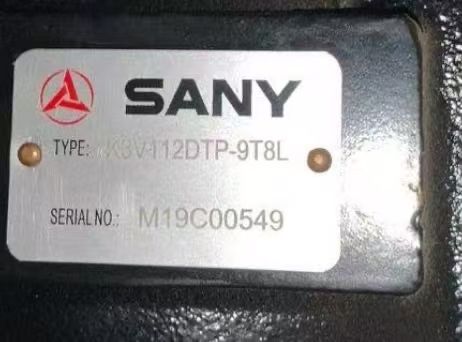 SANY
TYPE: K3V112DTP-9T8L
SERIAL NO.: M19C00549